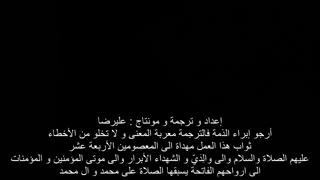 إعداد و ترجمة و مونتاج : عليرضا
أرجو إبراء الذمة فالترجمة معربة المعنى و لا تخلو من الأخطاء
ثواب هذا العمل مهداة الى المعصومين الأربعة عشر
عليهم الصلاة والسلام والى والديّ و الشهداء الأبرار والى موتى المؤمنين و المؤمنات
الى ارواحهم الفاتحة يسبقها الصلاة على محمد و ال محمد